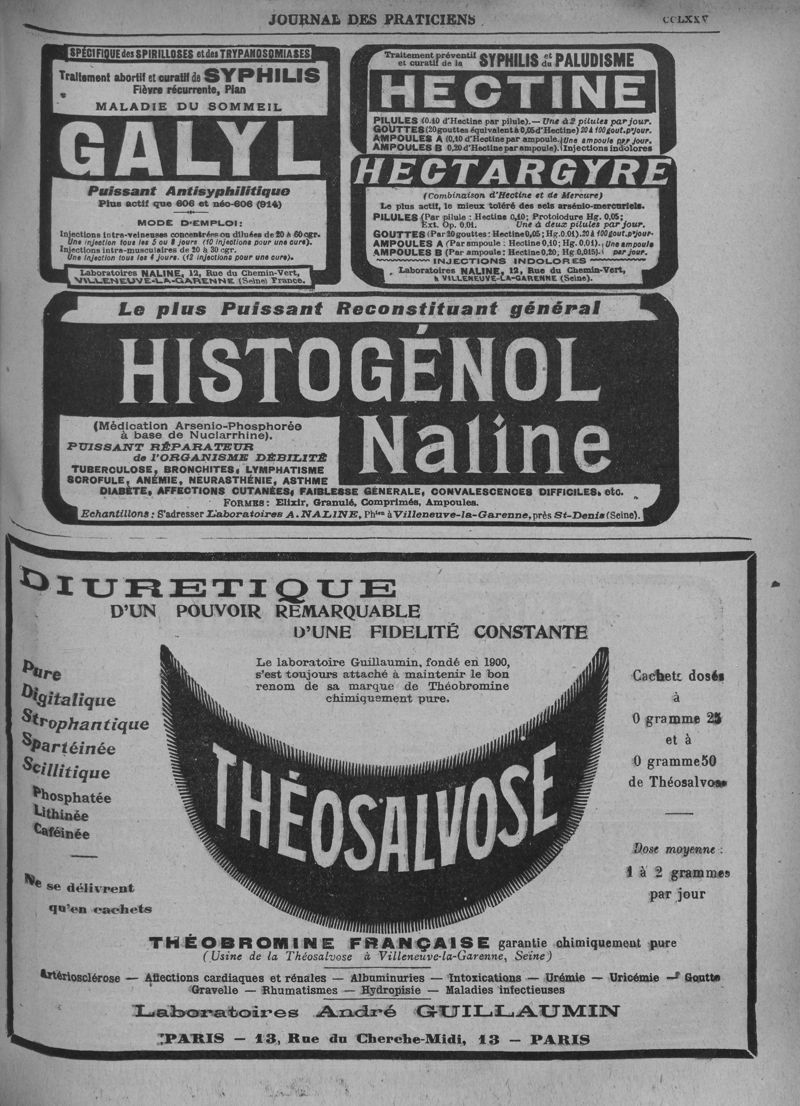 JOURNAL DES PRATICIENS
CCLXXV
SPÉCIFIQUE des SPIRILLOSES et des TRYPANOSOMIASES
Traitement abortif et curatif de SYPHILIS
Fièvre récurrente, Pian
MALADIE DU SOMMEIL
GALYL
Puissant Antisyphilitique
Plus actif que 606 et néo-606 (914)
MODE D'EMPLOI:
Injections intra-veineuses concentrées ou diluées de 20 à 60cgr.
Une injection tous les 5 ou 8 jours (10 injections pour une cure).
Injections intra-musculaires de 20 à 30 cgr.
Une injection tous les 4 jours. (12 injections pour une cure).
Laboratoires NALINE, 12, Rue du Chemin-Vert,
VILLENEUVE-LA-GARENNE (Seine) France.
Traitement préventif et curatif de la SYPHILIS et du PALUDISME
HECTINE
PILULES (0.10 d'Hectine par pilule).— Une à 2 pilules par jour.
GOUTTES (20 gouttes équivalent à 0,05 d'Hectine) 20 à 100 gout. p^r jour.
AMPOULES A (0,10 d'Hectine par ampoule. Une ampoule par jour.
AMPOULES B 0,20 d'Hectine par ampoule). Injections indolores
HECTARGYRE
(Combinaison d'Hectine et de Mercure)
Le plus actif, le mieux toléré des sels arsénio-mercuriels.
PILULES (Par pilule : Hectine 0,10; Protoiodure Hg. 0,05;
Ext. Op. 0.01. Une à deux pilules par jour.
GOUTTES (Par 20 gouttes: Hectine 0,05; Hg.0.01). 20 à 100 gout. p^r jour.
AMPOULES A (Par ampoule : Hectine 0,10; Hg. 0.01). Une ampoule
AMPOULES B (Par ampoule: Hectine 0,20; Hg 0,015). par jour.
INJECTIONS INDOLORES
Laboratoires NALINE, 12, Rue du Chemin-Vert,
à VILLENEUVE-LA-GARENNE (Seine).
Le plus Puissant Reconstituant général
HISTOGÉNOL
Naline
(Médication Arsenio-Phosphorée
à base de Nuclarrhine).
PUISSANT RÉPARATEUR
de l'ORGANISME DÉBILITÉ
TUBERCULOSE, BRONCHITES, LYMPHATISME
SCROFULE, ANÉMIE, NEURASTHÉNIE, ASTHME
DIABÈTE, AFFECTIONS CUTANÉES, FAIBLESSE GÉNÉRALE, CONVALESCENCES DIFFICILES, etc.
FORMES: Elixir, Granulé, Comprimés, Ampoules.
Echantillons : S'adresser Laboratoires A. NALINE, Ph^ien à Villeneuve-la-Garenne, près St-Denis (Seine).
DIURETIQUE
D'UN POUVOIR REMARQUABLE
D'UNE FIDELITÉ CONSTANTE
Le laboratoire Guillaumin, fondé en 1900,
s'est toujours attaché à maintenir le bon
renom de sa marque de Théobromine
chimiquement pure.
Pure
Digitalique
Strophantique
Spartéinée
Scillitique
Phosphatée
Lithinée
Caféinée
Ne se délivrent
qu'en cachets
THÉOSALVOSE
Cachets dosés
à
0 gramme 25
et à
0 gramme 50
de Théosalvose
Dose moyenne :
1 à 2 grammes
par jour
THÉOBROMINE FRANÇAISE garantie chimiquement pure
(Usine de la Théosalvose à Villeneuve-la-Garenne, Seine)
Artériosclérose — Affections cardiaques et rénales — Albuminuries — Intoxications — Urémie — Uricémie — Goutte
Gravelle — Rhumatismes — Hydropisie — Maladies infectieuses
Laboratoires André GUILLAUMIN
PARIS — 13, Rue du Cherche-Midi, 13 — PARIS